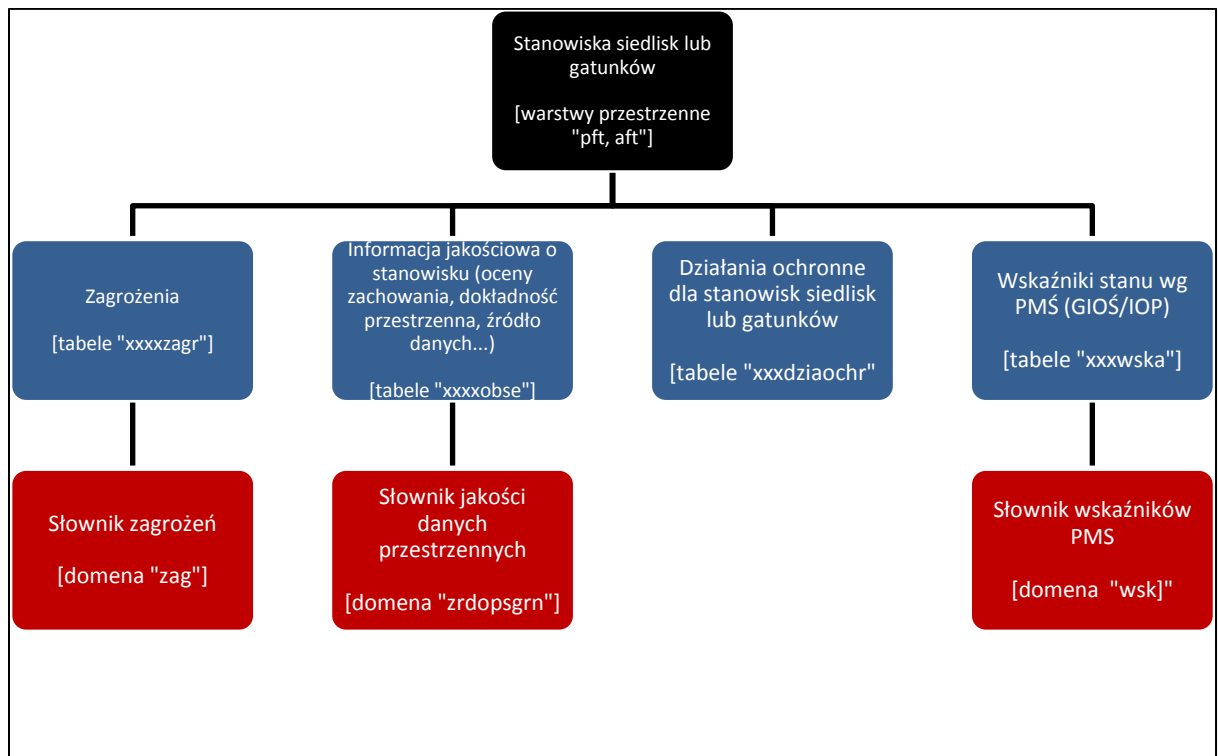 Stanowiska siedlisk lub
gatunków
[warstwy przestrzenne
"pft, aft"]
Zagrożenia
[tabele "xxxxzagr"]
Informacja jakościowa o
stanowisku (oceny
zachowania, dokładność
przestrzenna, źródło
danych...)
[tabele "xxxxobse"]
Działania ochronne
dla stanowisk siedlisk
lub gatunków
[tabele "xxxdziaochr"
Wskaźniki stanu wg
PMŚ (GIOŚ/IOP)
[tabele "xxxwska"]
Słownik zagrożeń
[domena "zag"]
Słownik jakości
danych
przestrzennych
[domena "zrdopsgrn"]
Słownik wskaźników
PMS
[domena  "wsk]"